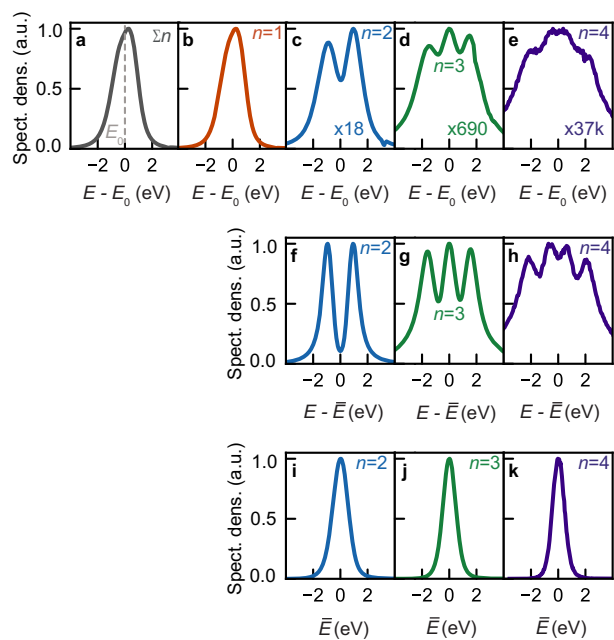 Spect. dens. (a.u.)
1.0
0.5
0.0
a
Σn
E₀
b
n=1
c
n=2
x18
d
n=3
x690
e
n=4
x37k
−2 0 2
−2 0 2
−2 0 2
−2 0 2
−2 0 2
E - E₀ (eV)
E - E₀ (eV)
E - E₀ (eV)
E - E₀ (eV)
E - E₀ (eV)
Spect. dens. (a.u.)
1.0
0.5
0.0
f
n=2
g
n=3
h
n=4
−2 0 2
−2 0 2
−2 0 2
E - Ē (eV)
E - Ē (eV)
E - Ē (eV)
Spect. dens. (a.u.)
1.0
0.5
0.0
i
n=2
j
n=3
k
n=4
−2 0 2
−2 0 2
−2 0 2
Ē (eV)
Ē (eV)
Ē (eV)